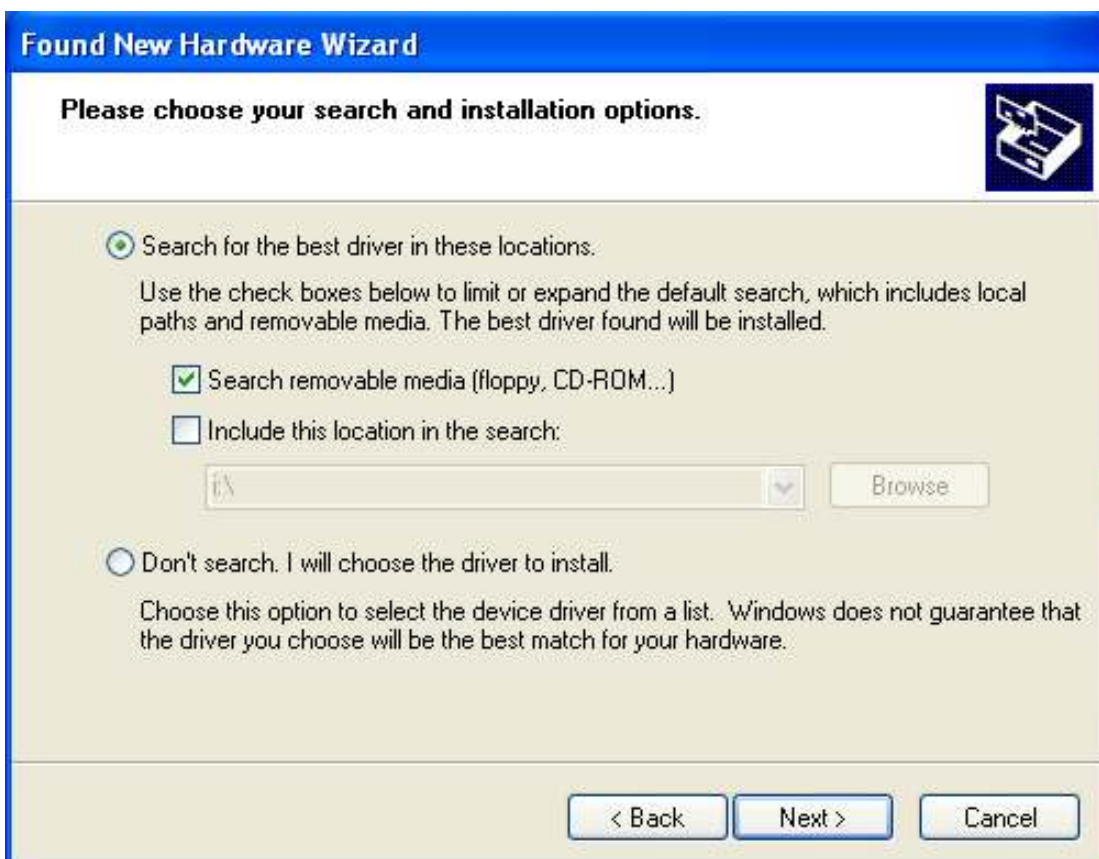 Found New Hardware Wizard
Please choose your search and installation options.
Search for the best driver in these locations.
Use the check boxes below to limit or expand the default search, which includes local
paths and removable media. The best driver found will be installed.
Search removable media (floppy, CD-ROM...)
Include this location in the search:
i:\
Browse
Don't search. I will choose the driver to install.
Choose this option to select the device driver from a list. Windows does not guarantee that
the driver you choose will be the best match for your hardware.
< Back
Next >
Cancel